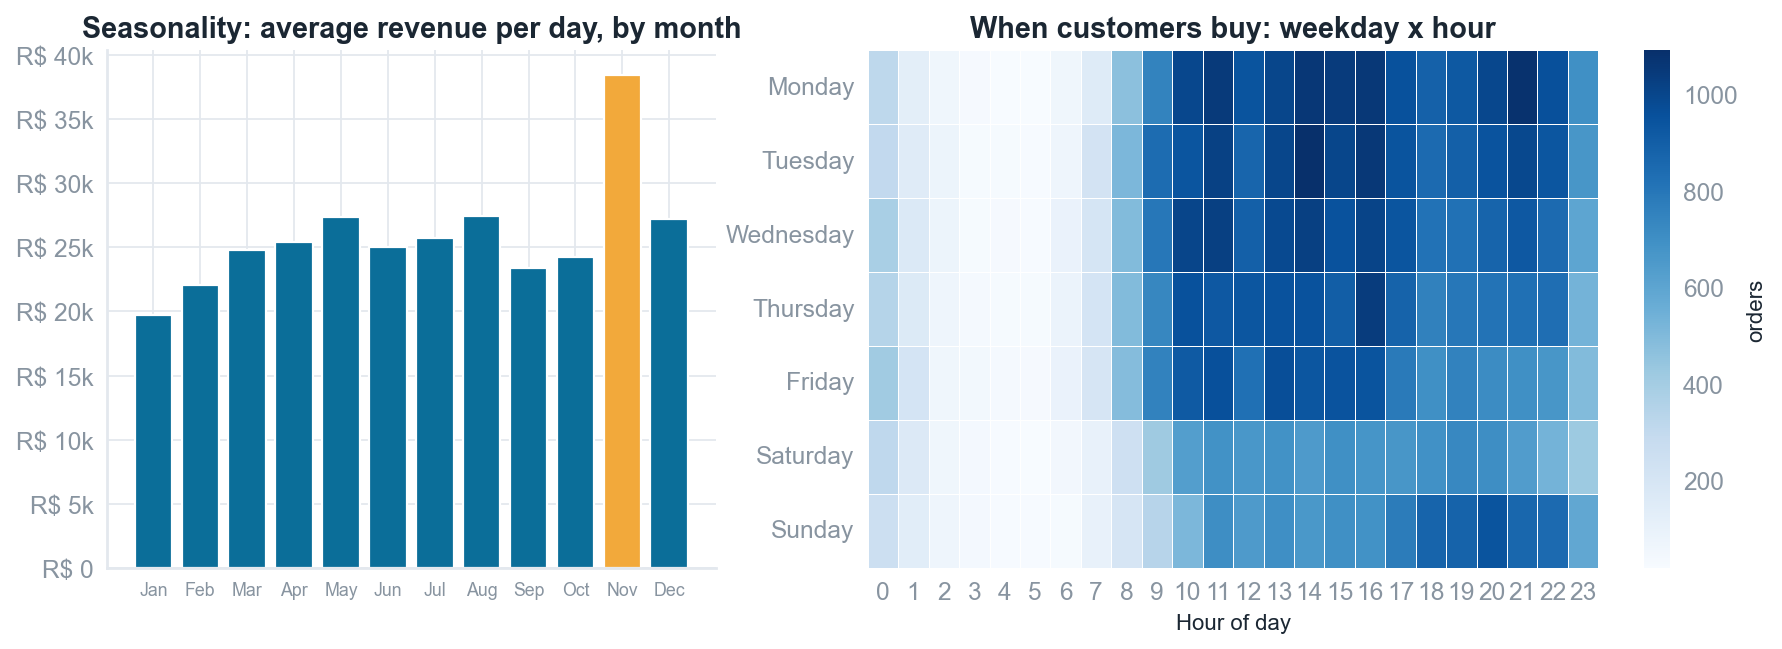 Seasonality: average revenue per day, by month
R$ 40k
R$ 35k
R$ 30k
R$ 25k
R$ 20k
R$ 15k
R$ 10k
R$ 5k
R$ 0
Jan Feb Mar Apr May Jun Jul Aug Sep Oct Nov Dec
When customers buy: weekday x hour
Monday
Tuesday
Wednesday
Thursday
Friday
Saturday
Sunday
0 1 2 3 4 5 6 7 8 9 10 11 12 13 14 15 16 17 18 19 20 21 22 23
Hour of day
1000
800
600
400
200
orders